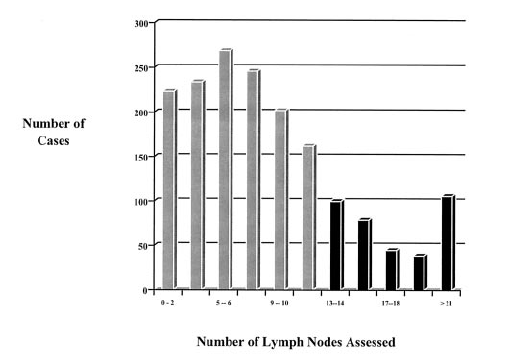 300
250
200
150
100
50
0
Number of
Cases
0 - 2 5 -- 6 9 -- 10 13--14 17--18 > 21
Number of Lymph Nodes Assessed